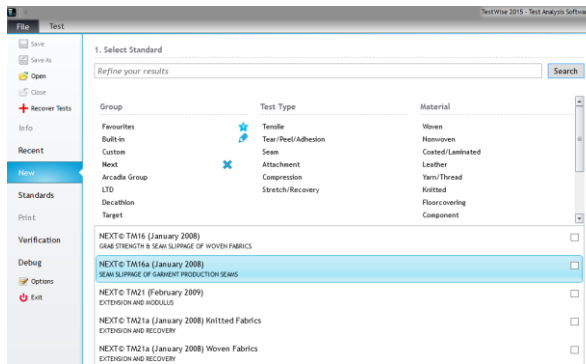 TestWise 2015 - Test Analysis Softwa
File Test
Save
Save As
Open
Close
Recover Tests
Info
Recent
New
Standards
Print
Verification
Debug
Options
Exit
1. Select Standard
Refine your results
Search
Group Test Type Material
Favourites Tensile Woven
Built-in Tear/Peel/Adhesion Nonwoven
Custom Seam Coated/Laminated
Next Attachment Leather
Arcadia Group Compression Yarn/Thread
LTD Stretch/Recovery Knitted
Decathlon Floorcovering
Target Component
NEXT© TM16 (January 2008)
GRAB STRENGTH & SEAM SLIPPAGE OF WOVEN FABRICS
NEXT© TM16a (January 2008)
SEAM SLIPPAGE OF GARMENT PRODUCTION SEAMS
NEXT© TM21 (February 2009)
EXTENSION AND MODULUS
NEXT© TM21a (January 2008) Knitted Fabrics
EXTENSION AND RECOVERY
NEXT© TM21a (January 2008) Woven Fabrics
EXTENSION AND RECOVERY